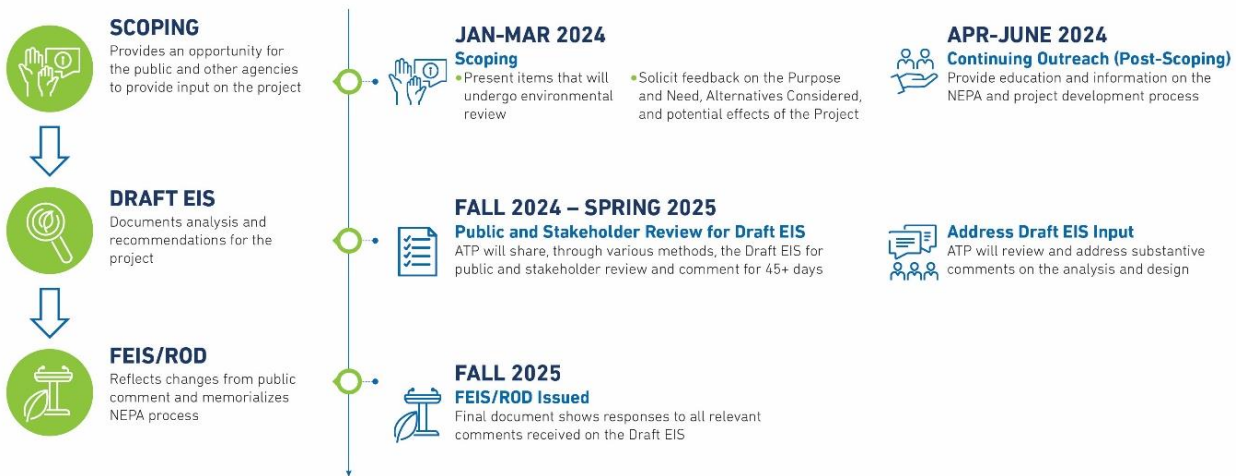 SCOPING
Provides an opportunity for
the public and other agencies
to provide input on the project
DRAFT EIS
Documents analysis and
recommendations for the
project
FEIS/ROD
Reflects changes from public
comment and memorializes
NEPA process
JAN-MAR 2024
Scoping
• Present items that will
undergo environmental
review
• Solicit feedback on the Purpose
and Need, Alternatives Considered,
and potential effects of the Project
APR-JUNE 2024
Continuing Outreach (Post-Scoping)
Provide education and information on the
NEPA and project development process
FALL 2024 – SPRING 2025
Public and Stakeholder Review for Draft EIS
ATP will share, through various methods, the Draft EIS for
public and stakeholder review and comment for 45+ days
Address Draft EIS Input
ATP will review and address substantive
comments on the analysis and design
FALL 2025
FEIS/ROD Issued
Final document shows responses to all relevant
comments received on the Draft EIS